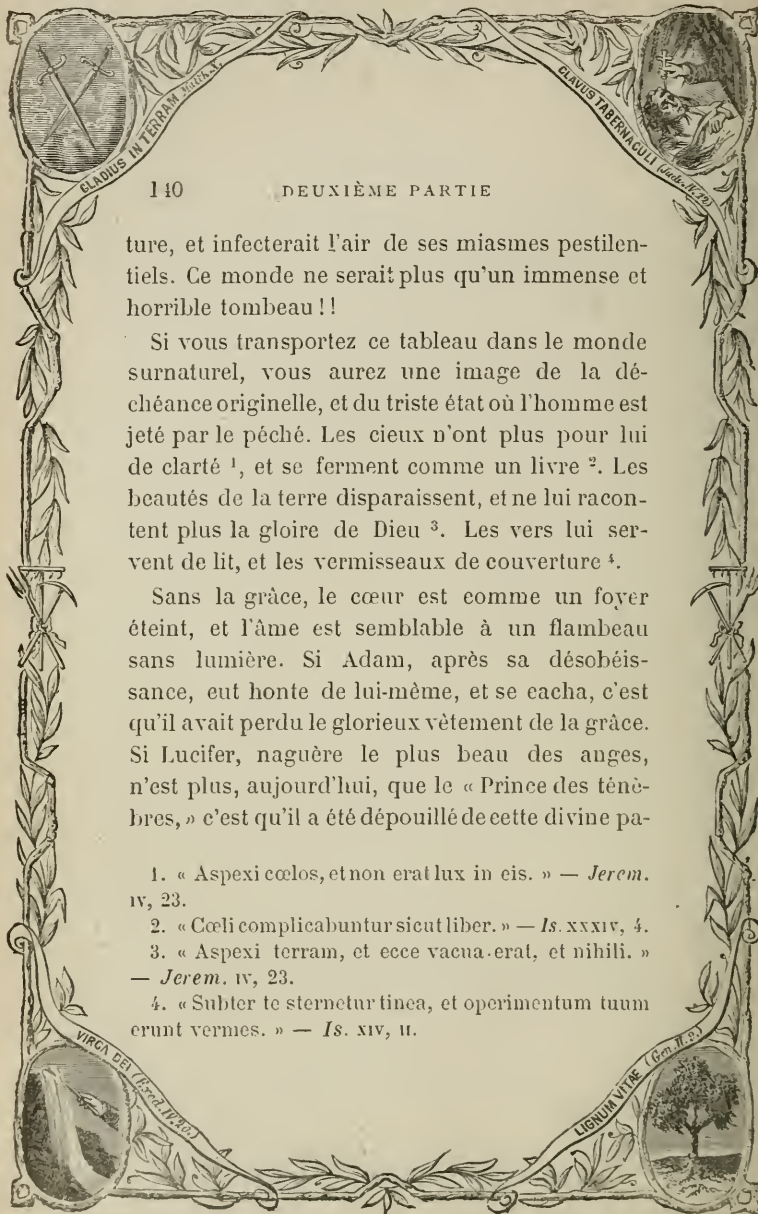 GLADIUS IN TERRAM Matth. X.
CLAVUS TABERNACULI (Jude. IV. 22)
140 DEUXIÈME PARTIE
ture, et infecterait l'air de ses miasmes pestilen-
tiels. Ce monde ne serait plus qu'un immense et
horrible tombeau ! !
Si vous transportez ce tableau dans le monde
surnaturel, vous aurez une image de la dé-
chéance originelle, et du triste état où l'homme est
jeté par le péché. Les cieux n'ont plus pour lui
de clarté ¹, et se ferment comme un livre ². Les
beautés de la terre disparaissent, et ne lui racon-
tent plus la gloire de Dieu ³. Les vers lui ser-
vent de lit, et les vermisseaux de couverture ⁴.
Sans la grâce, le cœur est comme un foyer
éteint, et l'âme est semblable à un flambeau
sans lumière. Si Adam, après sa désobéis-
sance, eut honte de lui-même, et se cacha, c'est
qu'il avait perdu le glorieux vêtement de la grâce.
Si Lucifer, naguère le plus beau des anges,
n'est plus, aujourd'hui, que le « Prince des ténè-
bres, » c'est qu'il a été dépouillé de cette divine pa-
1. « Aspexi cœlos, et non erat lux in eis. » — Jerem.
IV, 23.
2. « Cœli complicabuntur sicut liber. » — Is. XXXIV, 4.
3. « Aspexi terram, et ecce vacua erat, et nihili. »
— Jerem. IV, 23.
4. « Subter te sternetur tinea, et operimentum tuum
erunt vermes. » — Is. XIV, 11.
VIRGA DEI (Exod. IV. 20.)
LIGNUM VITAE (Gen. II. 9.)